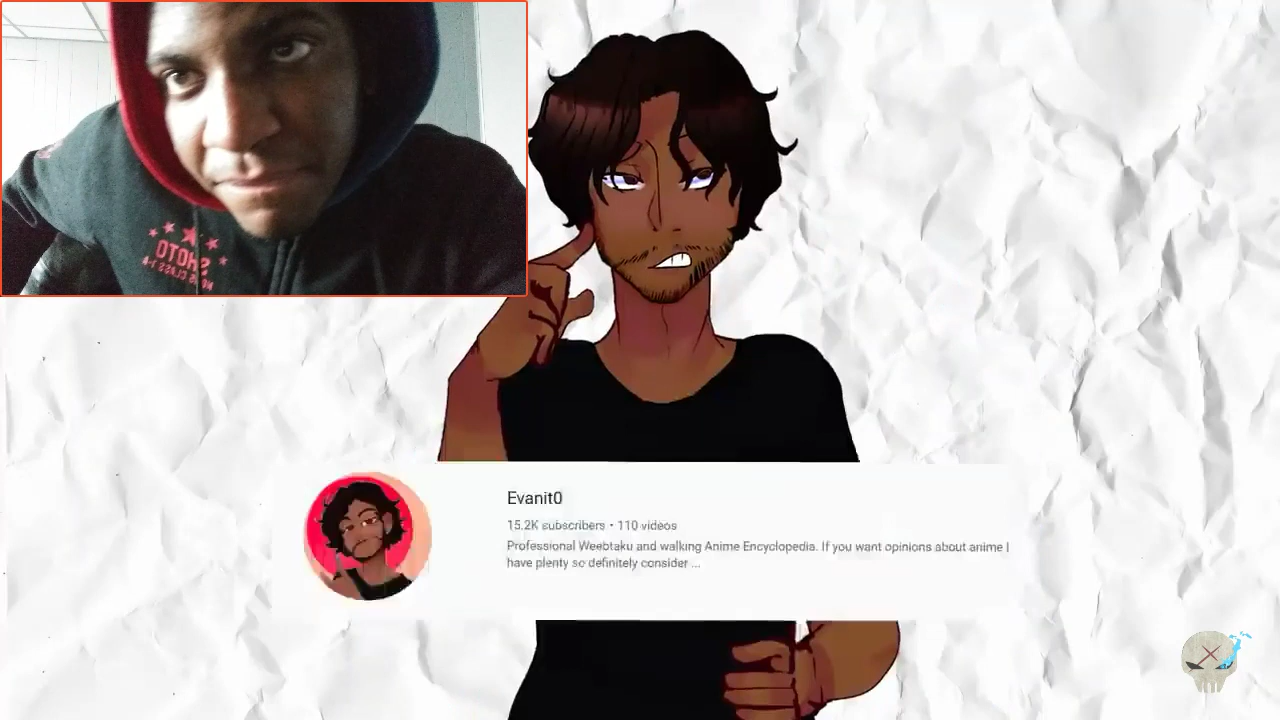 SHOTO
Evanit0
15.2K subscribers • 110 videos
Professional Weebtaku and walking Anime Encyclopedia. If you want opinions about anime I
have plenty so definitely consider ...